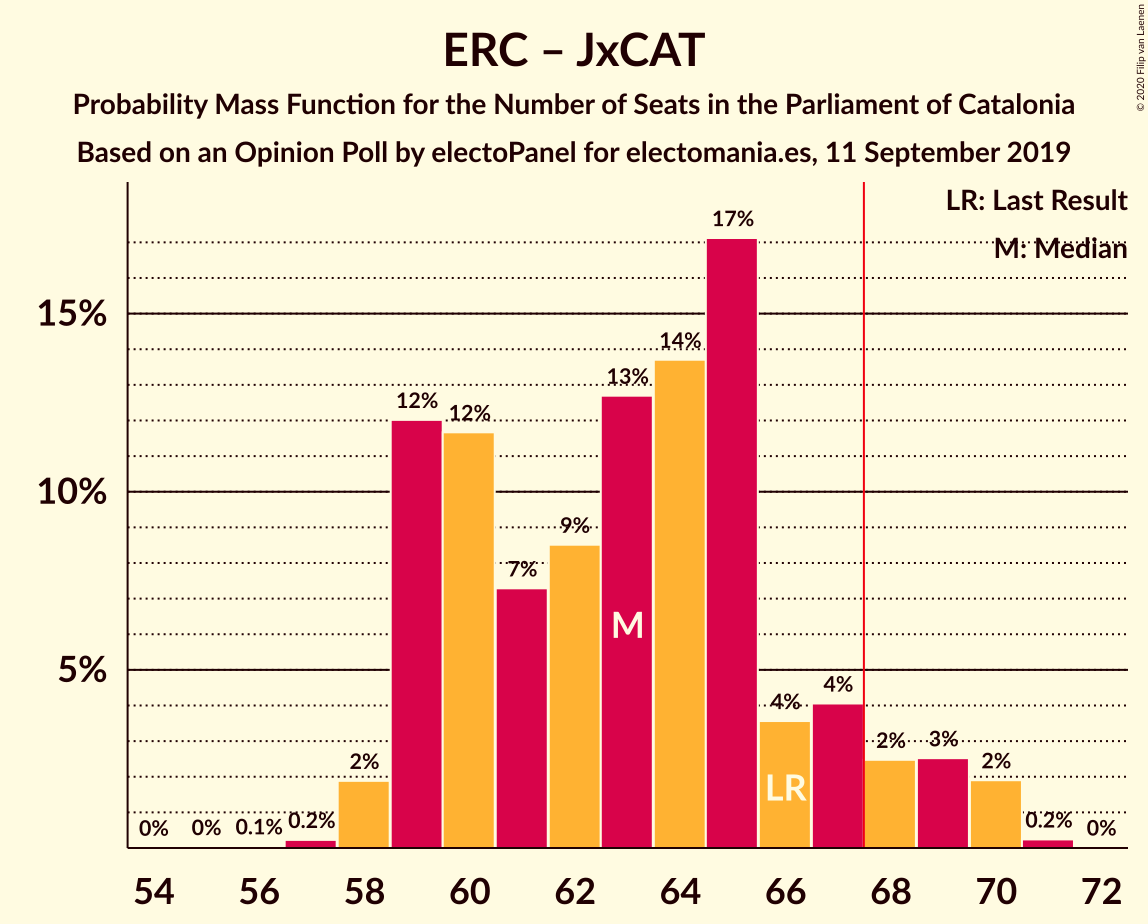 ERC – JxCAT
Probability Mass Function for the Number of Seats in the Parliament of Catalonia
Based on an Opinion Poll by electoPanel for electomania.es, 11 September 2019
© 2020 Filip van Laenen
LR: Last Result
M: Median
15%
10%
5%
0%
0%
0.1%
0.2%
2%
12%
12%
7%
9%
13%
14%
17%
4%
4%
2%
3%
2%
0.2%
0%
M
LR
54 56 58 60 62 64 66 68 70 72